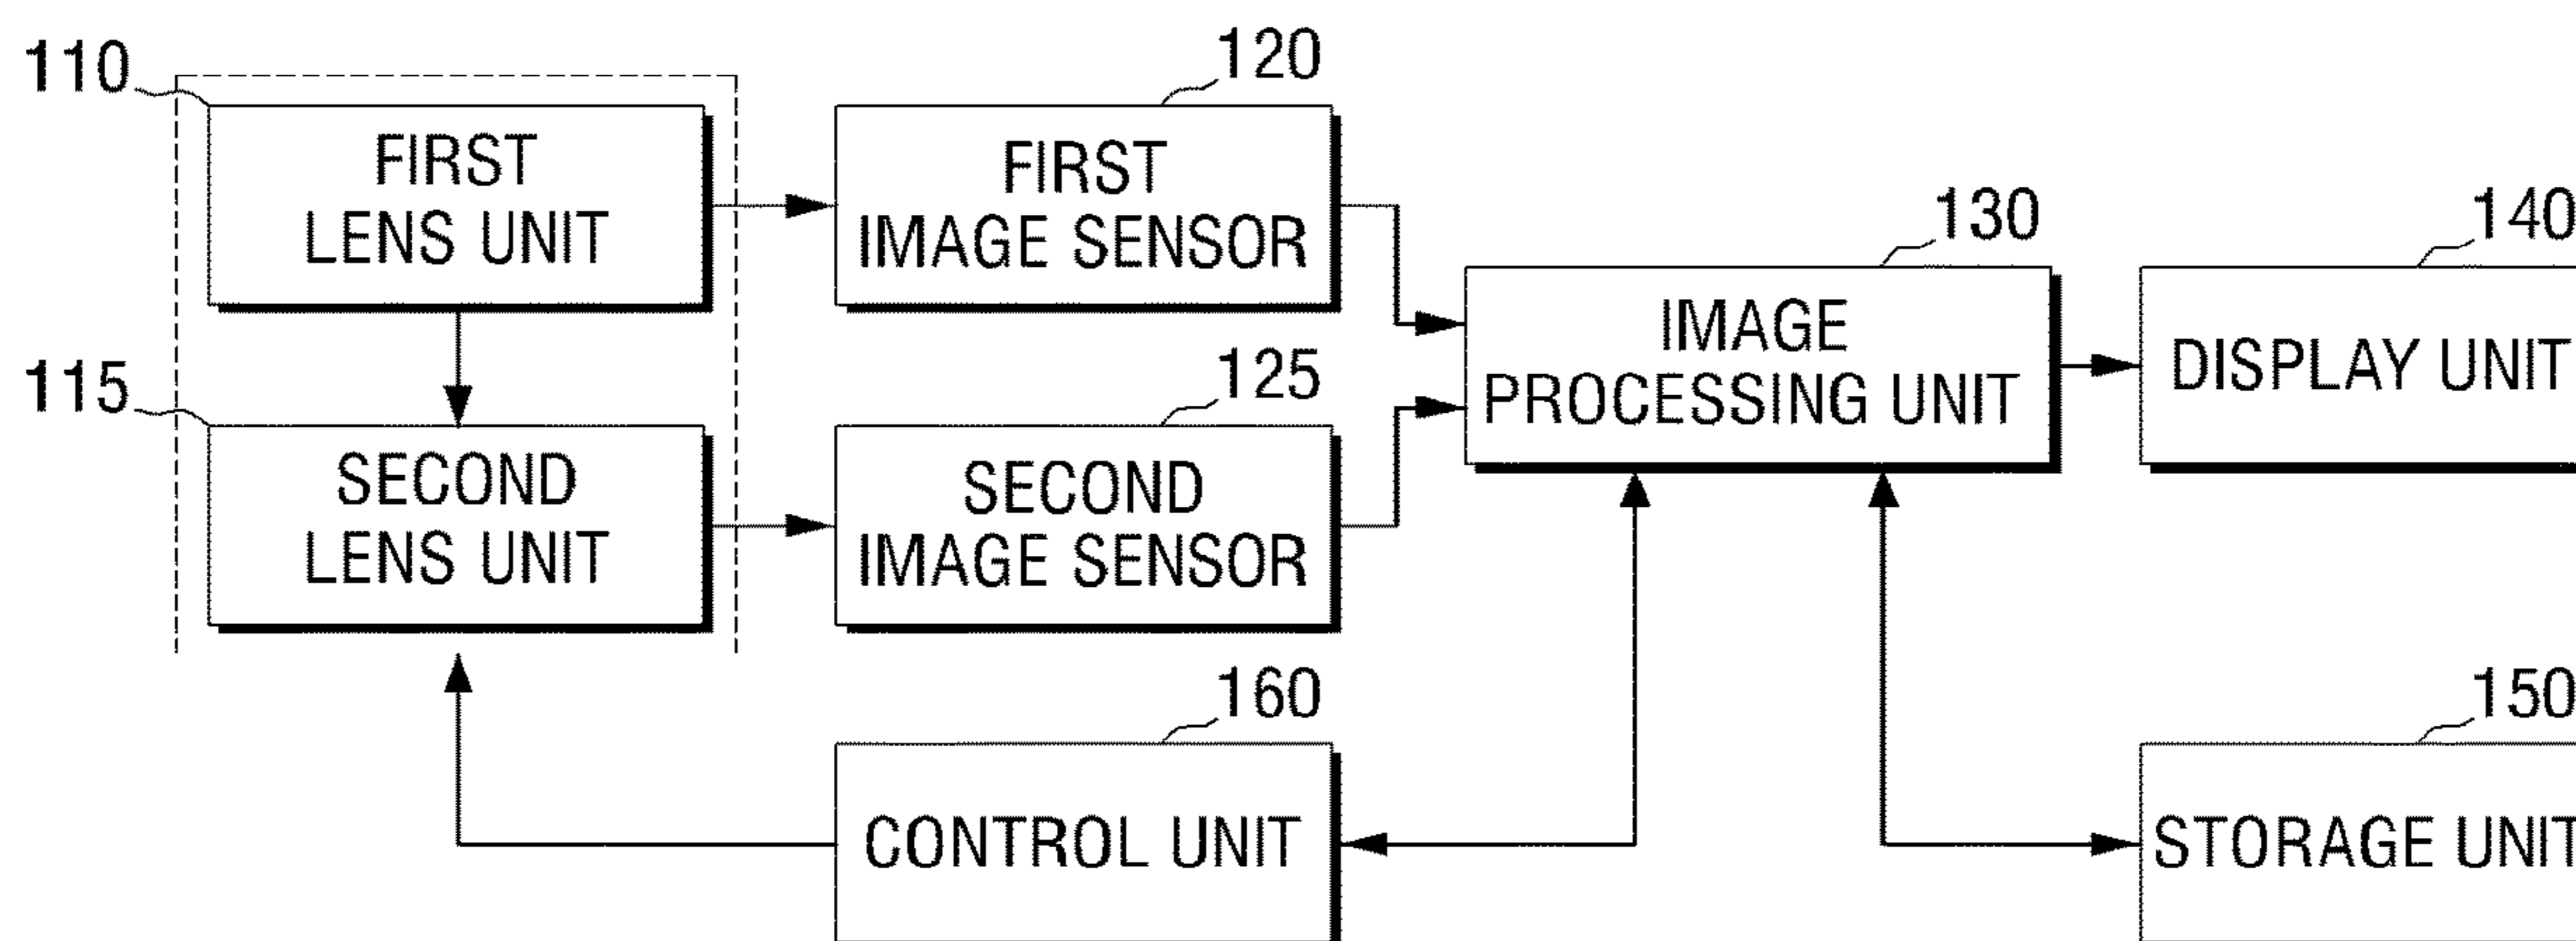 110
FIRST
LENS UNIT
120
FIRST
IMAGE SENSOR
130
IMAGE
PROCESSING UNIT
140
DISPLAY UNIT
115
SECOND
LENS UNIT
125
SECOND
IMAGE SENSOR
160
CONTROL UNIT
150
STORAGE UNIT